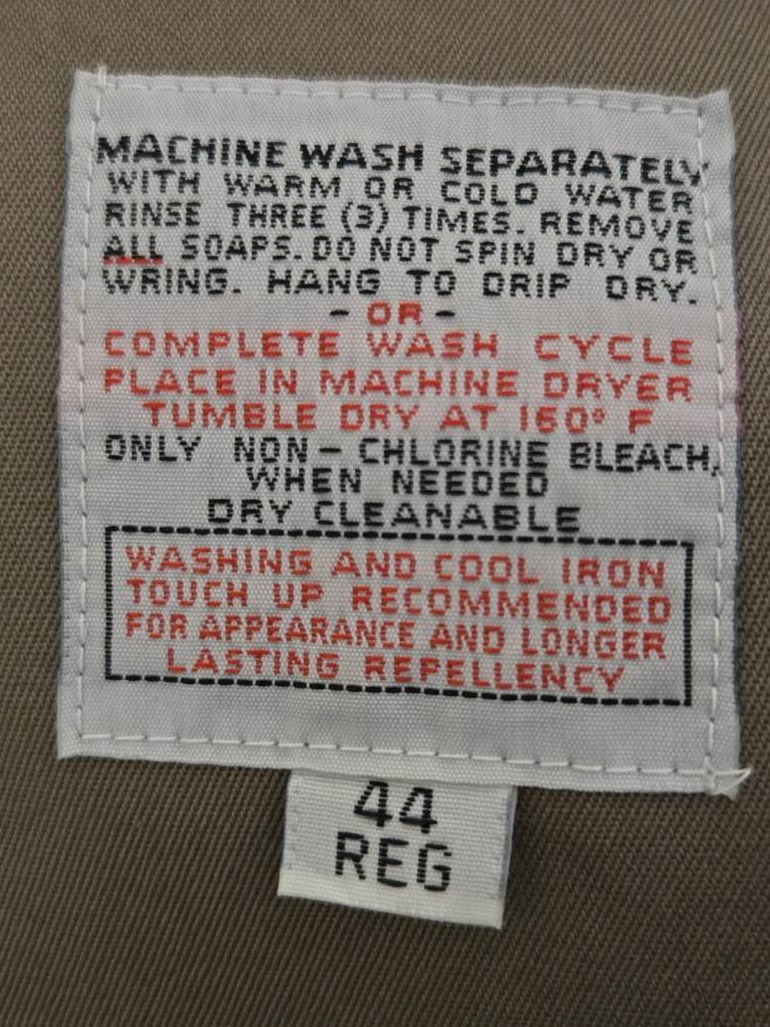 MACHINE WASH SEPARATELY
WITH WARM OR COLD WATER
RINSE THREE (3) TIMES. REMOVE
ALL SOAPS. DO NOT SPIN DRY OR
WRING. HANG TO DRIP DRY.
- OR -
COMPLETE WASH CYCLE
PLACE IN MACHINE DRYER
TUMBLE DRY AT 160° F
ONLY NON - CHLORINE BLEACH,
WHEN NEEDED
DRY CLEANABLE
WASHING AND COOL IRON
TOUCH UP RECOMMENDED
FOR APPEARANCE AND LONGER
LASTING REPELLENCY
44
REG